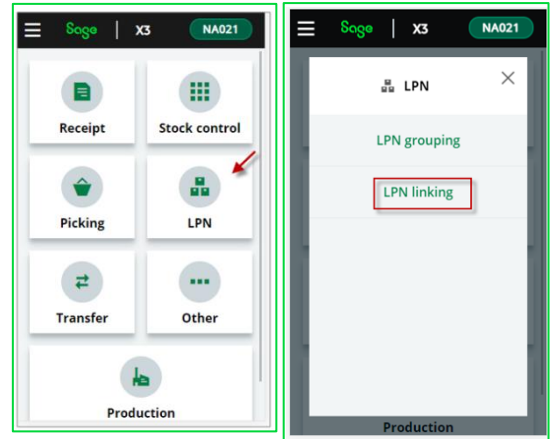 Sage X3 NA021
Receipt
Stock control
Picking
LPN
Transfer
Other
Production
Sage X3 NA021
LPN
LPN grouping
LPN linking
Production